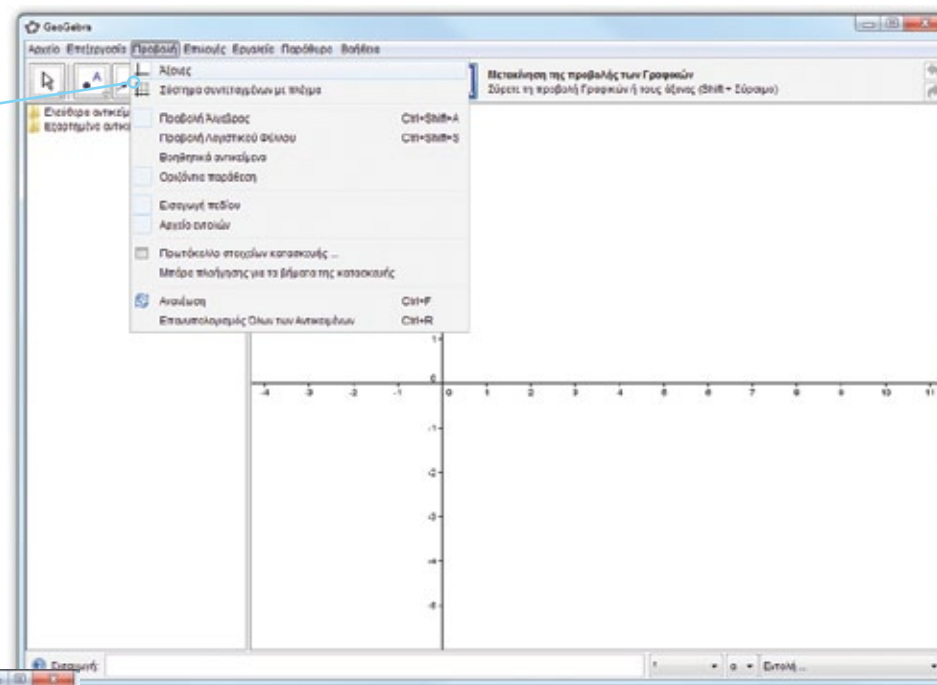 GeoGebra
Αρχείο Επεξεργασία Προβολή Επιλογές Εργαλεία Παράθυρο Βοήθεια
Μετακίνηση της προβολής των Γραφικών
Σύρετε τη προβολή Γραφικών ή τους άξονες (Shift + Σύρσιμο)
Ελεύθερα αντικείμ
Εξαρτημένα αντικε
Άξονες
Σύστημα συντεταγμένων με πλέγμα
Προβολή Άλγεβρας Ctrl+Shift+A
Προβολή Λογιστικού Φύλλου Ctrl+Shift+S
Βοηθητικά αντικείμενα
Οριζόντια παράθεση
Εισαγωγή πεδίου
Αρχείο εντολών
Πρωτόκολλο στοιχείων κατασκευής ...
Μπάρα πλοήγησης για τα βήματα της κατασκευής
Ανανέωση Ctrl+F
Επανυπολογισμός Όλων των Αντικειμένων Ctrl+R
1
0
-4 -3 -2 -1 0 1 2 3 4 5 6 7 8 9 10 11
-1
-2
-3
-4
-5
Εισαγωγή: α Εντολή ...